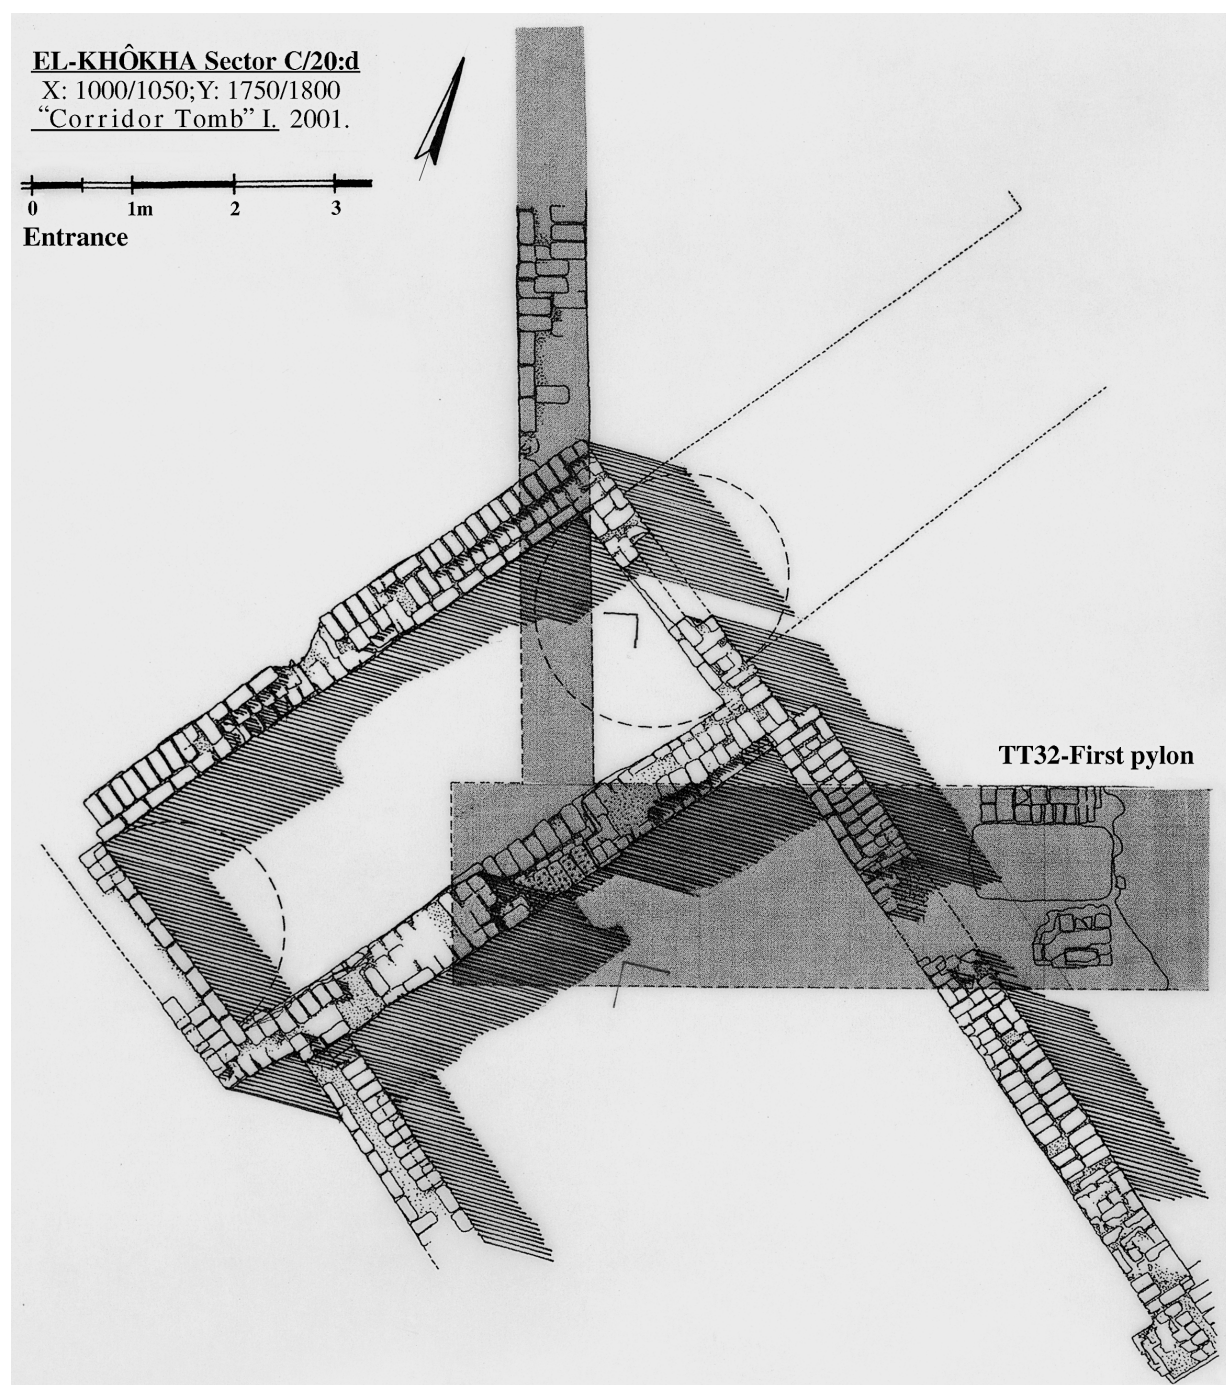 EL-KHÔKHA Sector C/20:d
X: 1000/1050;Y: 1750/1800
“Corridor Tomb” I. 2001.
0 1m 2 3
Entrance
TT32-First pylon